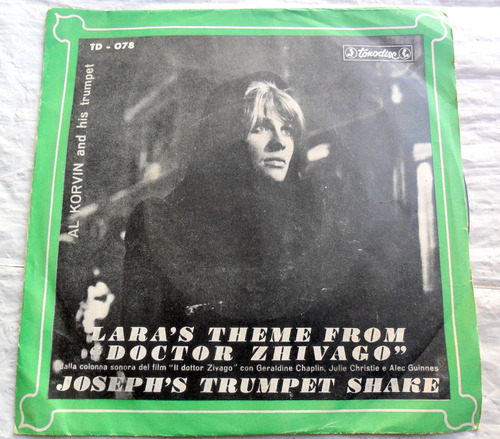 TD - 078
tonodisc
AL KORVIN and his trumpet
LARA'S THEME FROM
"DOCTOR ZHIVAGO"
dalla colonna sonora del film "Il dottor Zivago" con Geraldine Chaplin, Julie Christie e Alec Guinnes
JOSEPH'S TRUMPET SHAKE